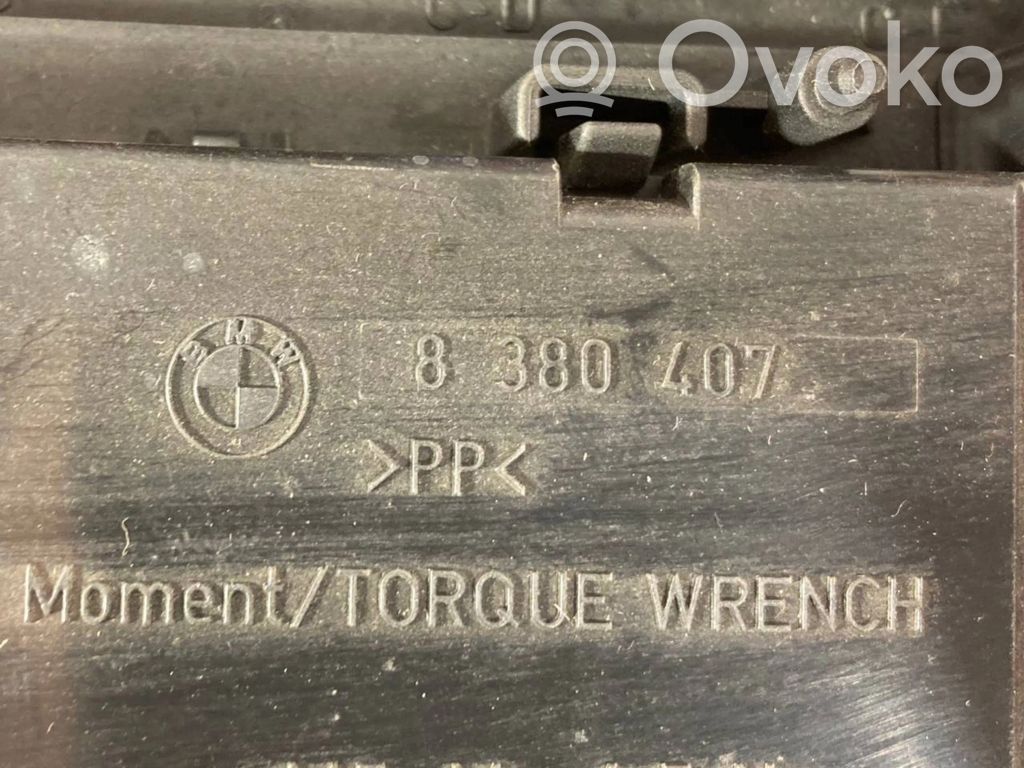 Ovoko
BMW
8 380 407
>PP<
Moment/TORQUE WRENCH